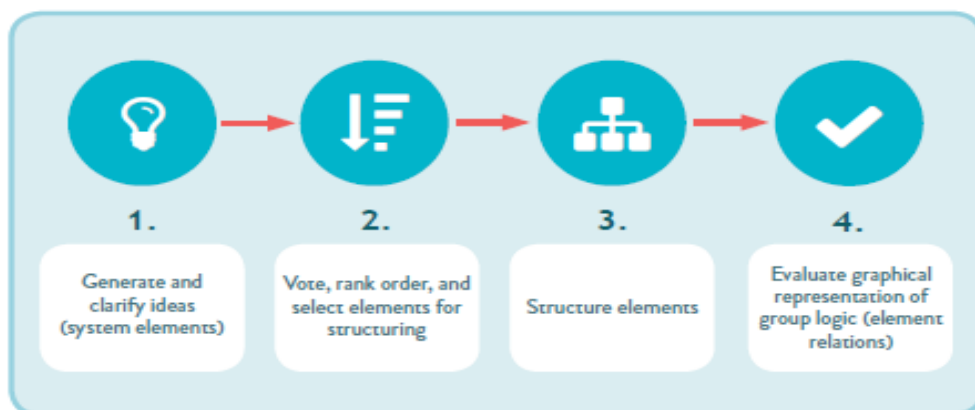 1.
Generate and
clarify ideas
(system elements)
2.
Vote, rank order, and
select elements for
structuring
3.
Structure elements
4.
Evaluate graphical
representation of
group logic (element
relations)